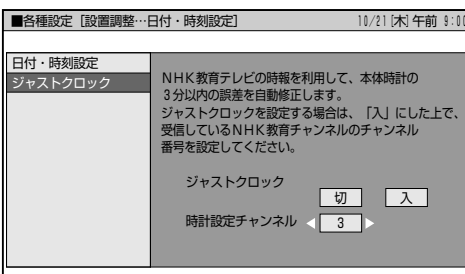 ■各種設定［設置調整…日付・時刻設定］ 10/21［木］午前 9:00
日付・時刻設定
ジャストクロック
ＮＨＫ教育テレビの時報を利用して、本体時計の
３分以内の誤差を自動修正します。
ジャストクロックを設定する場合は、「入」にした上で、
受信しているＮＨＫ教育チャンネルのチャンネル
番号を設定してください。
ジャストクロック
切 入
時計設定チャンネル 3